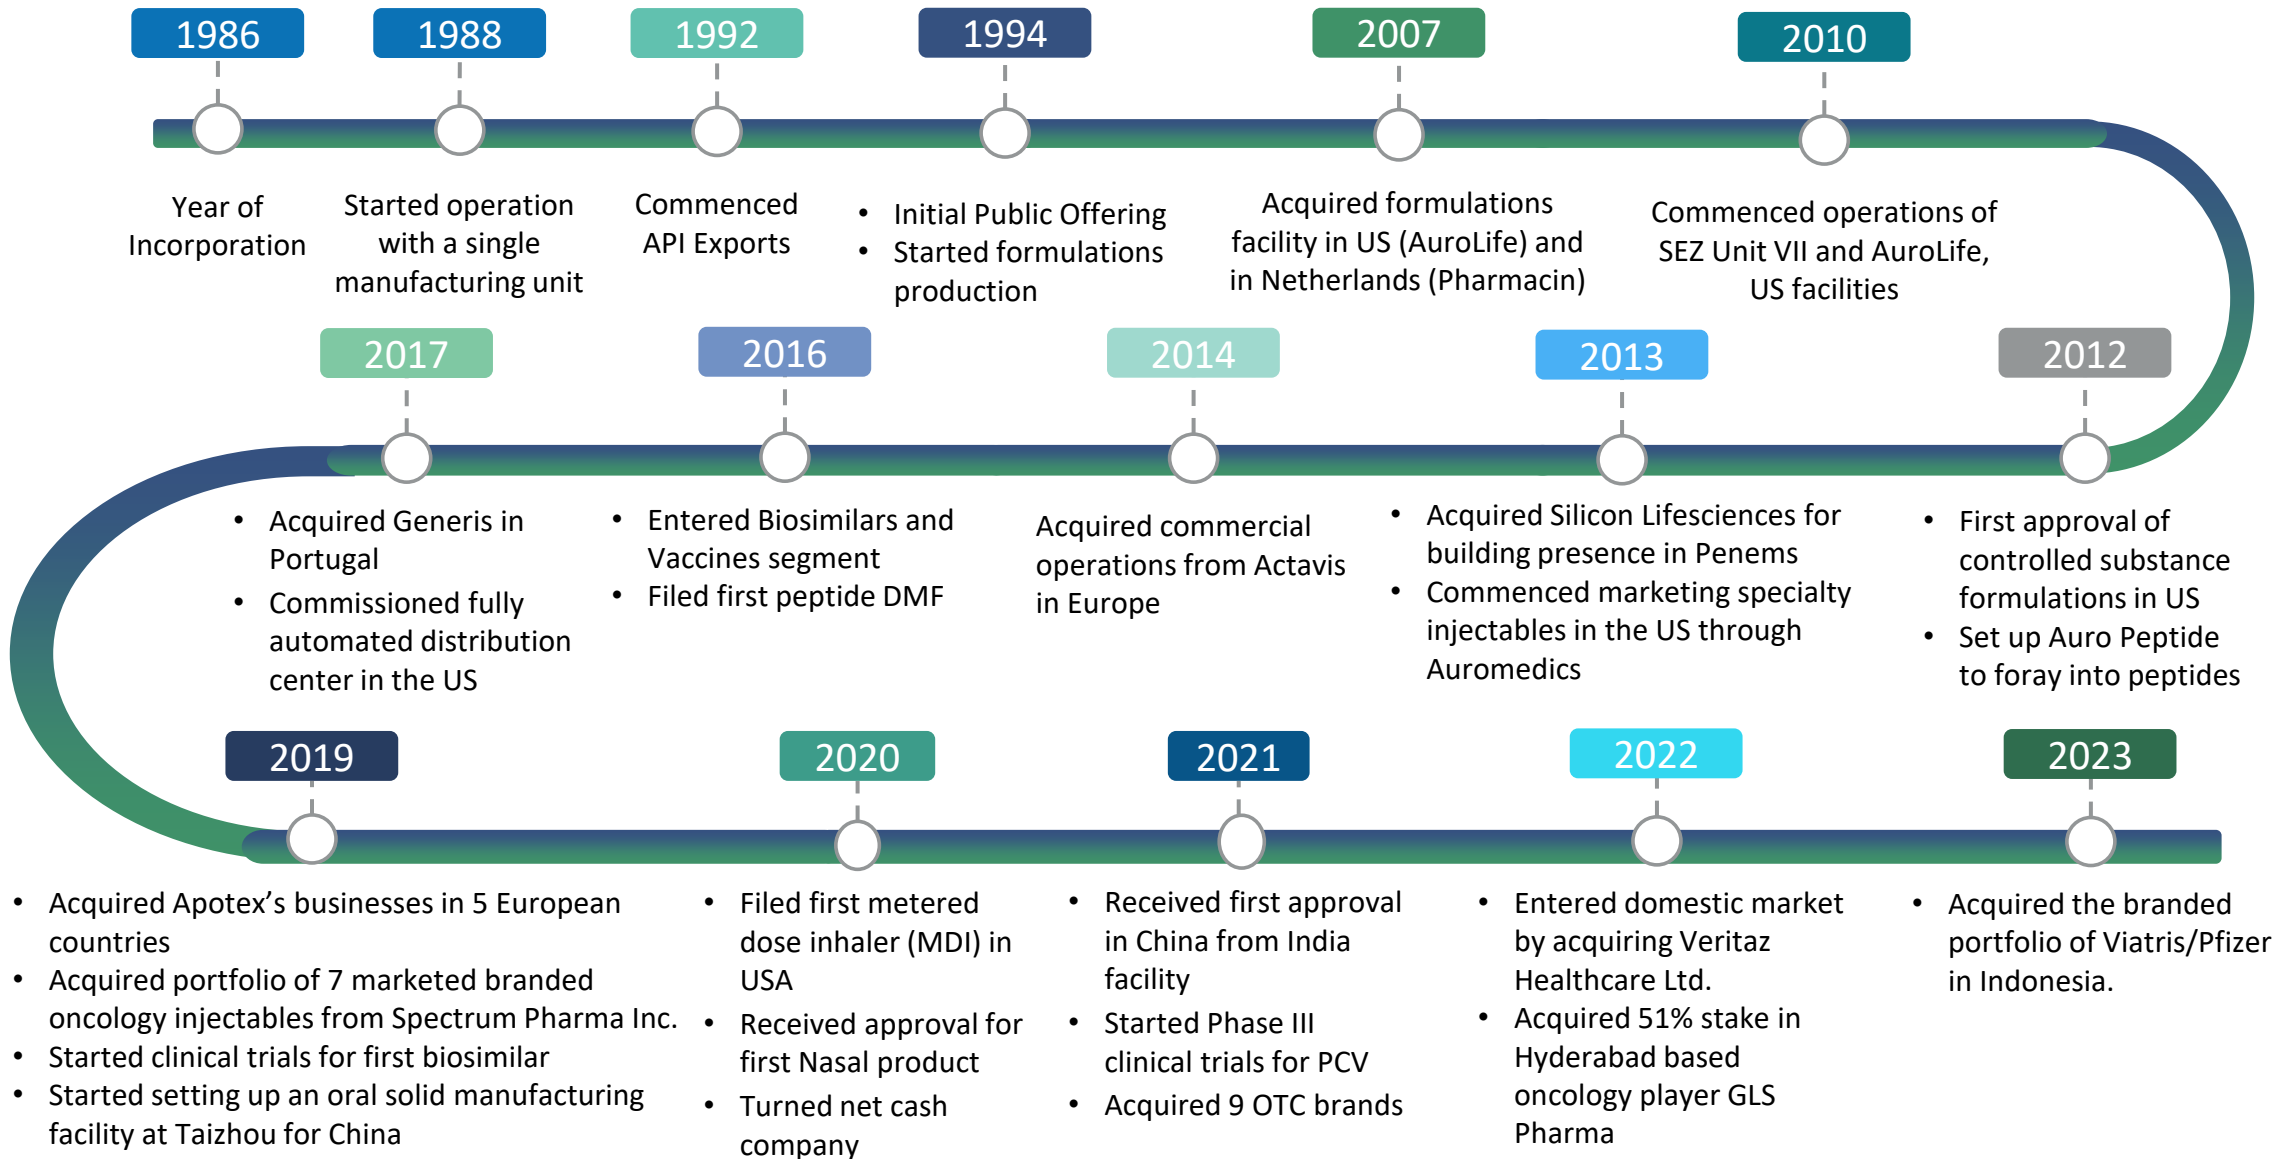 1986
Year of
Incorporation
1988
Started operation
with a single
manufacturing unit
1992
Commenced
API Exports
1994
• Initial Public Offering
• Started formulations
production
2007
Acquired formulations
facility in US (AuroLife) and
in Netherlands (Pharmacin)
2010
Commenced operations of
SEZ Unit VII and AuroLife,
US facilities
2012
• First approval of
controlled substance
formulations in US
• Set up Auro Peptide
to foray into peptides
2013
• Acquired Silicon Lifesciences for
building presence in Penems
• Commenced marketing specialty
injectables in the US through
Auromedics
2014
Acquired commercial
operations from Actavis
in Europe
2016
• Entered Biosimilars and
Vaccines segment
• Filed first peptide DMF
2017
• Acquired Generis in
Portugal
• Commissioned fully
automated distribution
center in the US
2019
• Acquired Apotex’s businesses in 5 European
countries
• Acquired portfolio of 7 marketed branded
oncology injectables from Spectrum Pharma Inc.
• Started clinical trials for first biosimilar
• Started setting up an oral solid manufacturing
facility at Taizhou for China
2020
• Filed first metered
dose inhaler (MDI) in
USA
• Received approval for
first Nasal product
• Turned net cash
company
2021
• Received first approval
in China from India
facility
• Started Phase III
clinical trials for PCV
• Acquired 9 OTC brands
2022
• Entered domestic market
by acquiring Veritaz
Healthcare Ltd.
• Acquired 51% stake in
Hyderabad based
oncology player GLS
Pharma
2023
• Acquired the branded
portfolio of Viatris/Pfizer
in Indonesia.